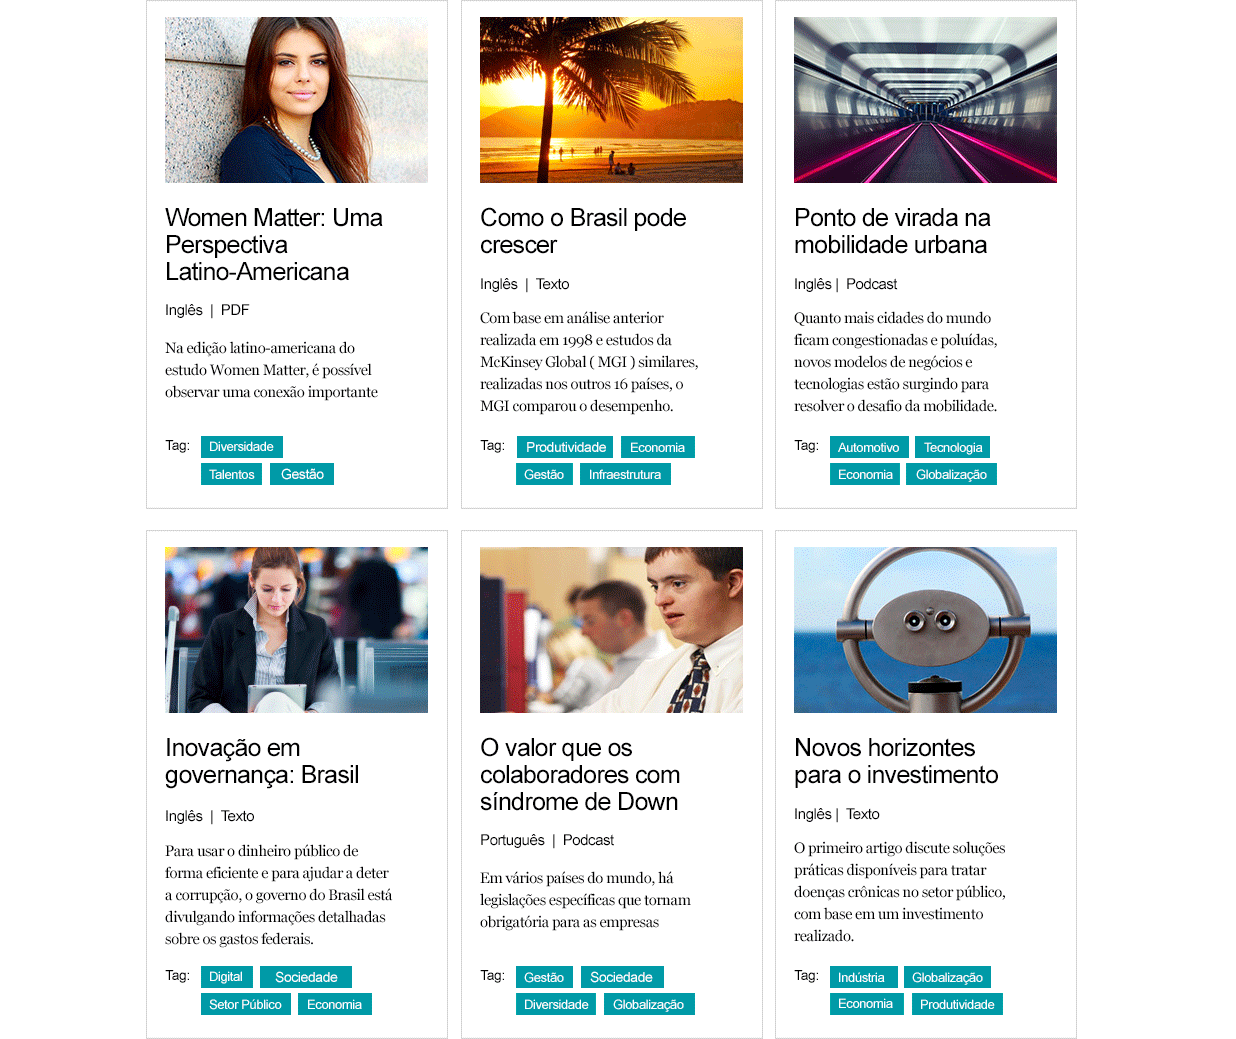 Women Matter: Uma
Perspectiva
Latino-Americana
Inglês | PDF
Na edição latino-americana do
estudo Women Matter, é possível
observar uma conexão importante
Tag: Diversidade
Talentos Gestão
Como o Brasil pode
crescer
Inglês | Texto
Com base em análise anterior
realizada em 1998 e estudos da
McKinsey Global ( MGI ) similares,
realizadas nos outros 16 países, o
MGI comparou o desempenho.
Tag: Produtividade Economia
Gestão Infraestrutura
Ponto de virada na
mobilidade urbana
Inglês | Podcast
Quanto mais cidades do mundo
ficam congestionadas e poluídas,
novos modelos de negócios e
tecnologias estão surgindo para
resolver o desafio da mobilidade.
Tag: Automotivo Tecnologia
Economia Globalização
Inovação em
governança: Brasil
Inglês | Texto
Para usar o dinheiro público de
forma eficiente e para ajudar a deter
a corrupção, o governo do Brasil está
divulgando informações detalhadas
sobre os gastos federais.
Tag: Digital Sociedade
Setor Público Economia
O valor que os
colaboradores com
síndrome de Down
Português | Podcast
Em vários países do mundo, há
legislações específicas que tornam
obrigatória para as empresas
Tag: Gestão Sociedade
Diversidade Globalização
Novos horizontes
para o investimento
Inglês | Texto
O primeiro artigo discute soluções
práticas disponíveis para tratar
doenças crônicas no setor público,
com base em um investimento
realizado.
Tag: Indústria Globalização
Economia Produtividade